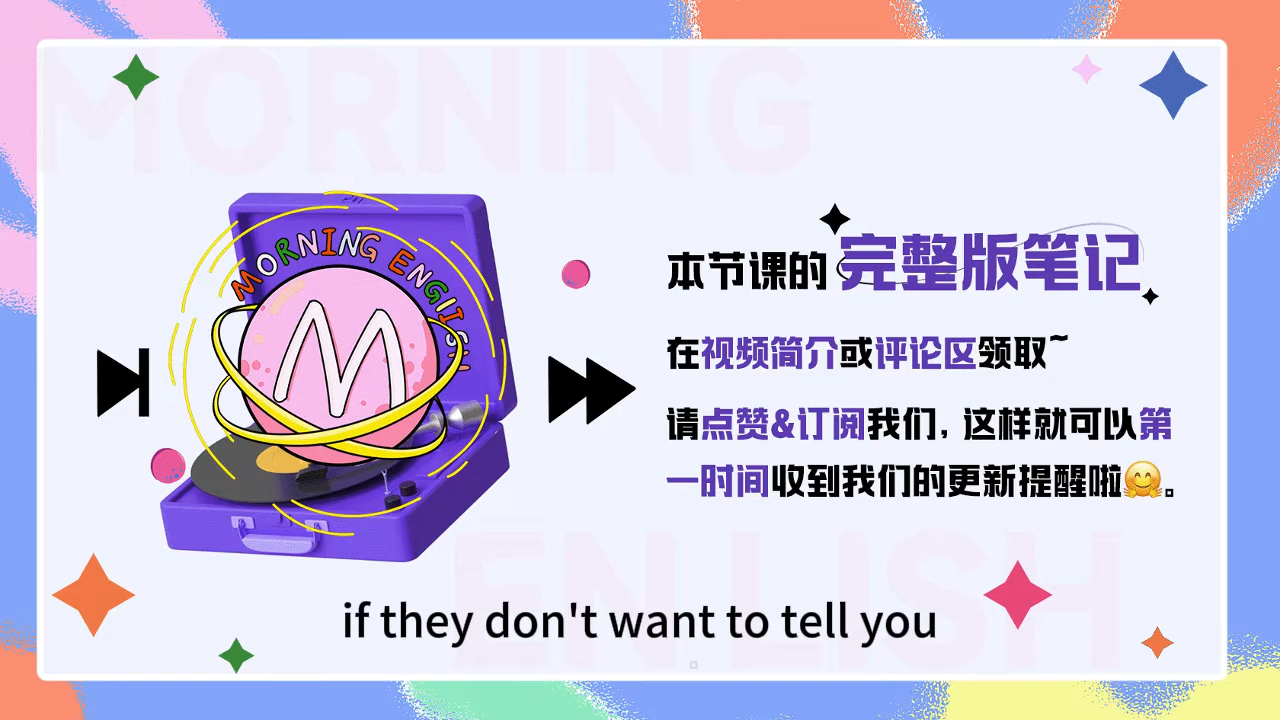 MORNING
MORNING ENGlISH
M
本节课的 完整版笔记
在视频简介或评论区领取~
请点赞&订阅我们, 这样就可以第
一时间收到我们的更新提醒啦🤗。
EN LISH
if they don't want to tell you